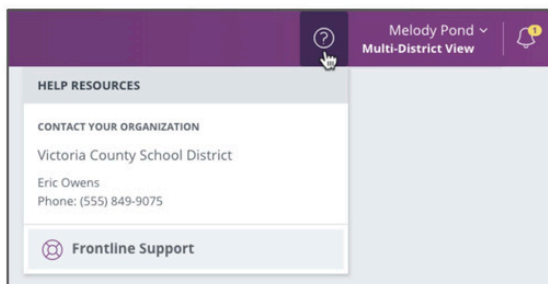 ?
Melody Pond
Multi-District View
1
HELP RESOURCES
CONTACT YOUR ORGANIZATION
Victoria County School District
Eric Owens
Phone: (555) 849-9075
Frontline Support